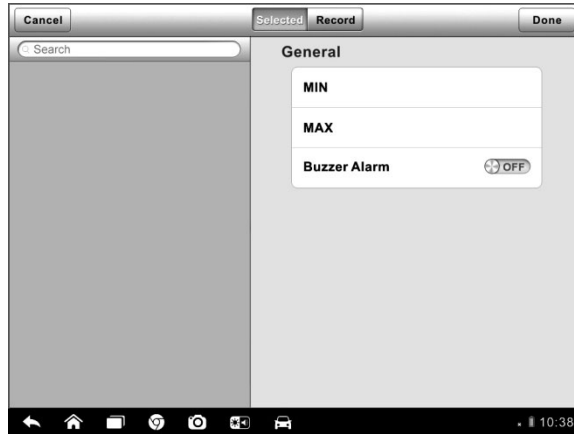 Cancel
Selected Record
Done
Search
General
MIN
MAX
Buzzer Alarm OFF
10:38